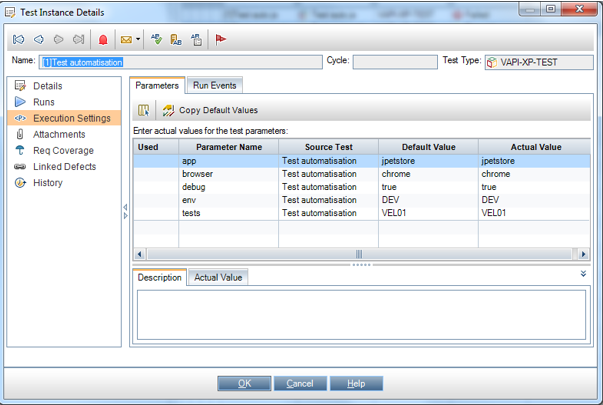 Test Instance Details
Name: [1]Test automatisation Cycle: Test Type: VAPI-XP-TEST
Details
Runs
Execution Settings
Attachments
Req Coverage
Linked Defects
History
Parameters Run Events
Copy Default Values
Enter actual values for the test parameters:
Used Parameter Name Source Test Default Value Actual Value
app Test automatisation jpetstore jpetstore
browser Test automatisation chrome chrome
debug Test automatisation true true
env Test automatisation DEV DEV
tests Test automatisation VEL01 VEL01
Description Actual Value
OK Cancel Help